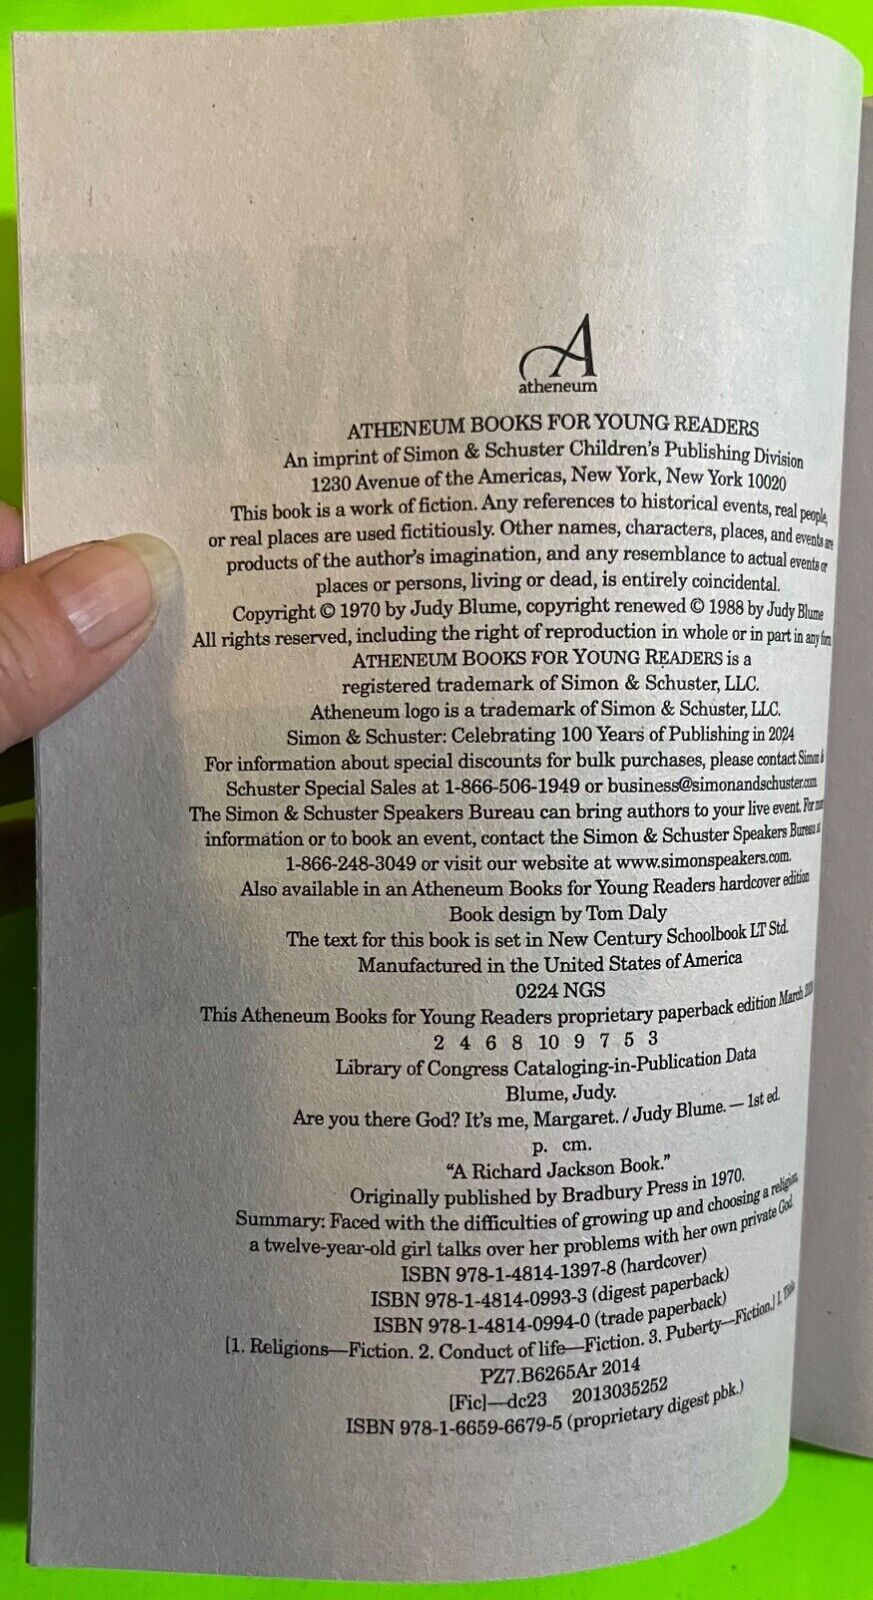 A
atheneum
ATHENEUM BOOKS FOR YOUNG READERS
An imprint of Simon & Schuster Children's Publishing Division
1230 Avenue of the Americas, New York, New York 10020
This book is a work of fiction. Any references to historical events, real people,
or real places are used fictitiously. Other names, characters, places, and events are
products of the author's imagination, and any resemblance to actual events or
places or persons, living or dead, is entirely coincidental.
Copyright © 1970 by Judy Blume, copyright renewed © 1988 by Judy Blume
All rights reserved, including the right of reproduction in whole or in part in any form
ATHENEUM BOOKS FOR YOUNG READERS is a
registered trademark of Simon & Schuster, LLC.
Atheneum logo is a trademark of Simon & Schuster, LLC.
Simon & Schuster: Celebrating 100 Years of Publishing in 2024
For information about special discounts for bulk purchases, please contact Simon &
Schuster Special Sales at 1-866-506-1949 or business@simonandschuster.com.
The Simon & Schuster Speakers Bureau can bring authors to your live event. For more
information or to book an event, contact the Simon & Schuster Speakers Bureau at
1-866-248-3049 or visit our website at www.simonspeakers.com.
Also available in an Atheneum Books for Young Readers hardcover edition
Book design by Tom Daly
The text for this book is set in New Century Schoolbook LT Std.
Manufactured in the United States of America
0224 NGS
This Atheneum Books for Young Readers proprietary paperback edition March
2 4 6 8 10 9 7 5 3
Library of Congress Cataloging-in-Publication Data
Blume, Judy.
Are you there God? It's me, Margaret. / Judy Blume. — 1st ed.
p. cm.
"A Richard Jackson Book."
Originally published by Bradbury Press in 1970.
Summary: Faced with the difficulties of growing up and choosing a religion,
a twelve-year-old girl talks over her problems with her own private God.
ISBN 978-1-4814-1397-8 (hardcover)
ISBN 978-1-4814-0993-3 (digest paperback)
ISBN 978-1-4814-0994-0 (trade paperback)
[1. Religions—Fiction. 2. Conduct of life—Fiction. 3. Puberty—Fiction.] I. Title.
PZ7.B6265Ar 2014
[Fic]—dc23 2013035252
ISBN 978-1-6659-6679-5 (proprietary digest pbk.)